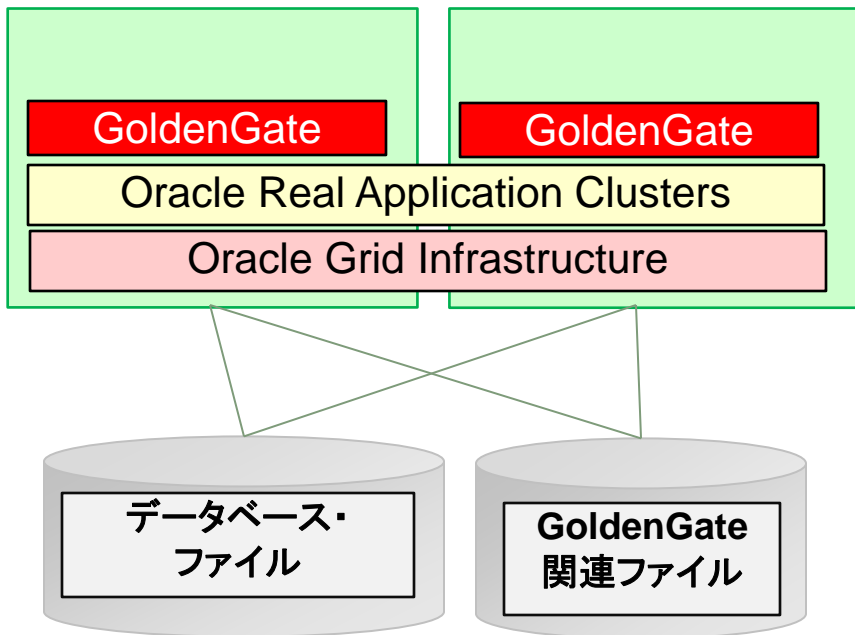 GoldenGate
GoldenGate
Oracle Real Application Clusters
Oracle Grid Infrastructure
データベース・
ファイル
GoldenGate
関連ファイル